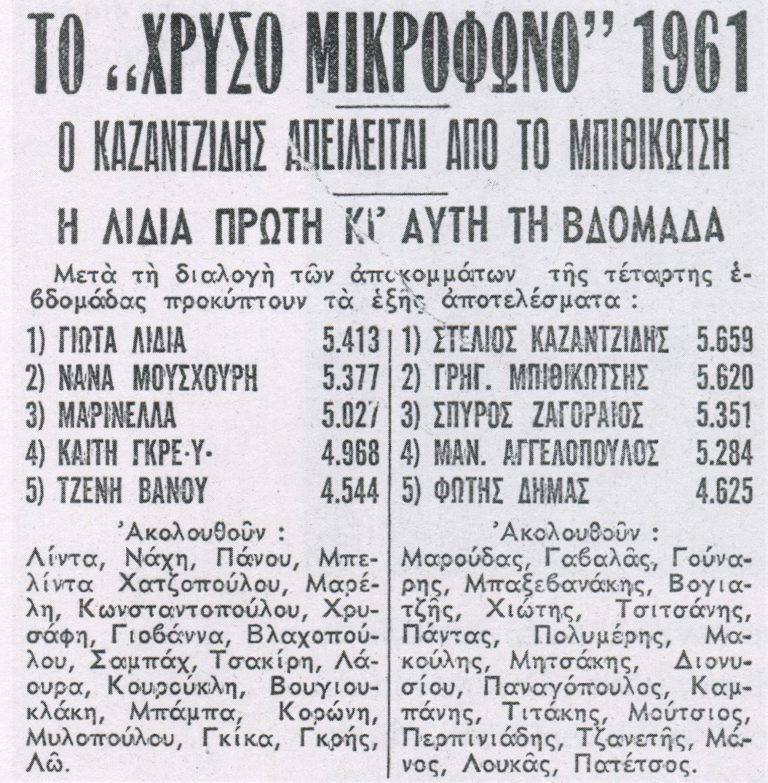 ΤΟ „ΧΡΥΣΟ ΜΙΚΡΟΦΩΝΟ” 1961
Ο ΚΑΖΑΝΤΖΙΔΗΣ ΑΠΕΙΛΕΙΤΑΙ ΑΠΟ ΤΟ ΜΠΙΘΙΚΩΤΣΗ
Η ΛΙΔΙΑ ΠΡΩΤΗ ΚΙ’ ΑΥΤΗ ΤΗ ΒΔΟΜΑΔΑ
Μετὰ τὴ διαλογὴ τῶν ἀποκομμάτων τῆς τέταρτης ἑ-
βδομάδας προκύπτουν τὰ ἑξῆς ἀποτελέσματα :
1) ΓΙΩΤΑ ΛΙΔΙΑ 5.413
2) ΝΑΝΑ ΜΟΥΣΧΟΥΡΗ 5.377
3) ΜΑΡΙΝΕΛΛΑ 5.027
4) ΚΑΙΤΗ ΓΚΡΕ·Υ· 4.968
5) ΤΖΕΝΗ ΒΑΝΟΥ 4.544
Ἀκολουθοῦν :
Λίντα, Νάχη, Πάνου, Μπε-
λίντα Χατζοπούλου, Μαρέ-
λη, Κωνσταντοπούλου, Χρυ-
σάφη, Γιοβάννα, Βλαχοπού-
λου, Σαμπάχ, Τσακίρη, Λά-
ουρα, Κουρούκλη, Βουγιου-
κλάκη, Μπάμπα, Κορώνη,
Μυλοπούλου, Γκίκα, Γκρής,
Λῶ.
1) ΣΤΕΛΙΟΣ ΚΑΖΑΝΤΖΙΔΗΣ 5.659
2) ΓΡΗΓ. ΜΠΙΘΙΚΩΤΣΗΣ 5.620
3) ΣΠΥΡΟΣ ΖΑΓΟΡΑΙΟΣ 5.351
4) ΜΑΝ. ΑΓΓΕΛΟΠΟΥΛΟΣ 5.284
5) ΦΩΤΗΣ ΔΗΜΑΣ 4.625
Ἀκολουθοῦν :
Μαρούδας, Γαβαλᾶς, Γούνα-
ρης, Μπαξεβανάκης, Βογια-
τζῆς, Χιώτης, Τσιτσάνης,
Πάντας, Πολυμέρης, Μα-
κούλης, Μητσάκης, Διονυ-
σίου, Παναγόπουλος, Καμ-
πάνης, Τιτάκης, Μούτσιος,
Περπινιάδης, Τζανετῆς, Μά-
νος, Λουκᾶς, Πατέτσος.